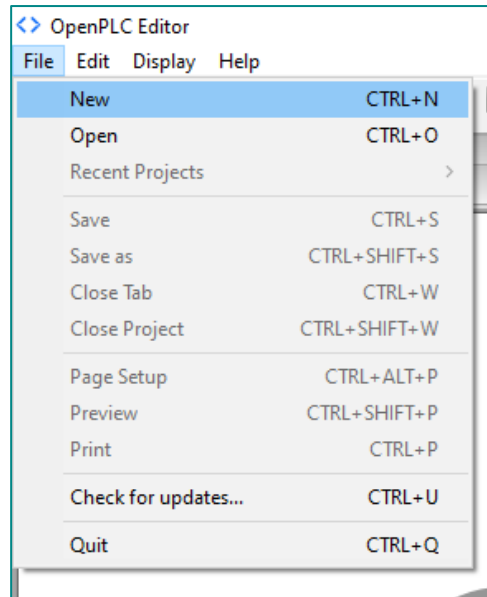 OpenPLC Editor
File Edit Display Help
New CTRL+N
Open CTRL+O
Recent Projects
Save CTRL+S
Save as CTRL+SHIFT+S
Close Tab CTRL+W
Close Project CTRL+SHIFT+W
Page Setup CTRL+ALT+P
Preview CTRL+SHIFT+P
Print CTRL+P
Check for updates... CTRL+U
Quit CTRL+Q